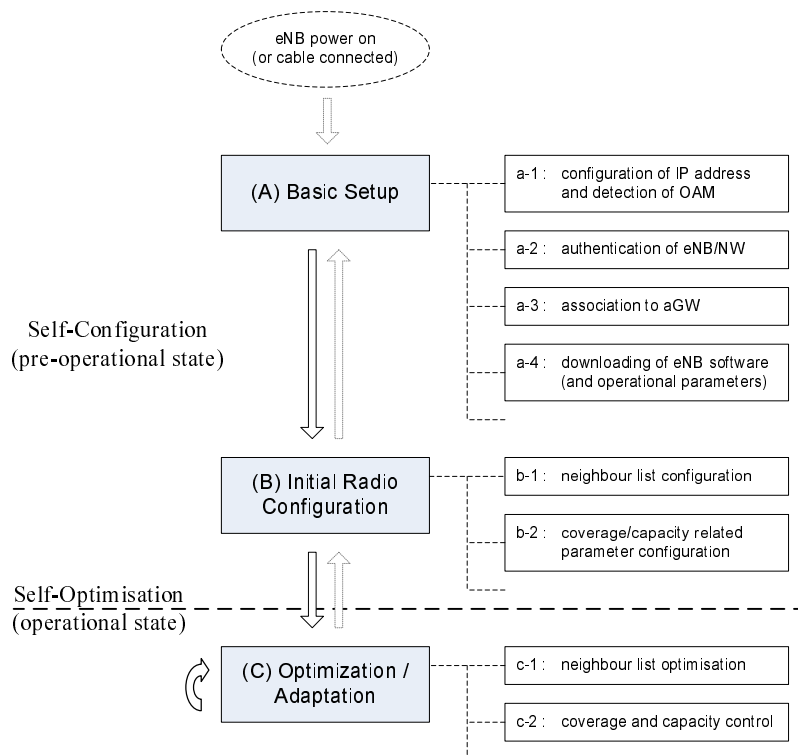 eNB power on
(or cable connected)
(A) Basic Setup
a-1 : configuration of IP address
and detection of OAM
a-2 : authentication of eNB/NW
a-3 : association to aGW
a-4 : downloading of eNB software
(and operational parameters)
Self-Configuration
(pre-operational state)
(B) Initial Radio
Configuration
b-1 : neighbour list configuration
b-2 : coverage/capacity related
parameter configuration
Self-Optimisation
(operational state)
(C) Optimization /
Adaptation
c-1 : neighbour list optimisation
c-2 : coverage and capacity control